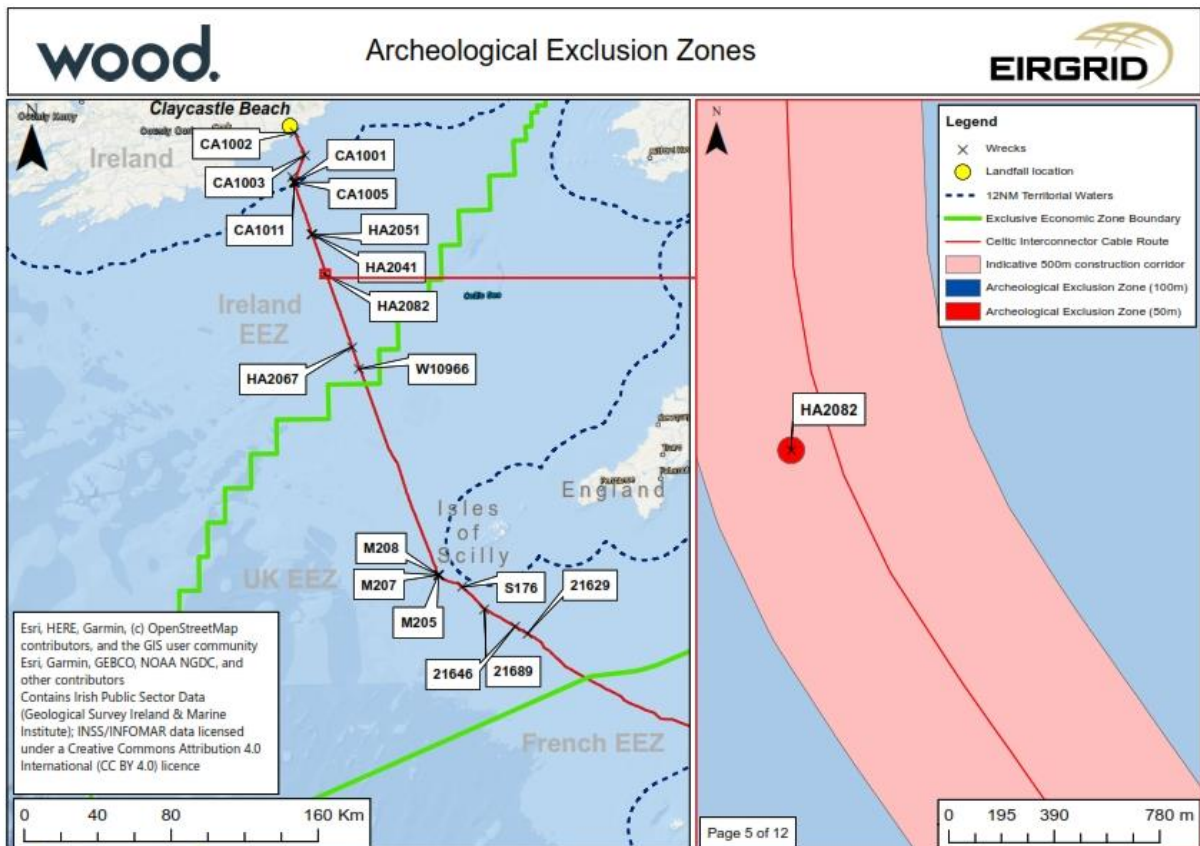 wood.
Archeological Exclusion Zones
EIRGRID
N
Claycastle Beach
County Kerry
Ireland
CA1002
CA1001
CA1003
CA1005
CA1011
HA2051
HA2041
HA2082
Celtic Sea
Ireland
EEZ
HA2067
W10966
England
Isles
of
Scilly
M208
M207
M205
UK EEZ
S176
21629
21646
21689
French EEZ
Esri, HERE, Garmin, (c) OpenStreetMap
contributors, and the GIS user community
Esri, Garmin, GEBCO, NOAA NGDC, and
other contributors
Contains Irish Public Sector Data
(Geological Survey Ireland & Marine
Institute); INSS/INFOMAR data licensed
under a Creative Commons Attribution 4.0
International (CC BY 4.0) licence
0 40 80 160 Km
N
Legend
Wrecks
Landfall location
12NM Territorial Waters
Exclusive Economic Zone Boundary
Celtic Interconnector Cable Route
Indicative 500m construction corridor
Archeological Exclusion Zone (100m)
Archeological Exclusion Zone (50m)
HA2082
Page 5 of 12
0 195 390 780 m